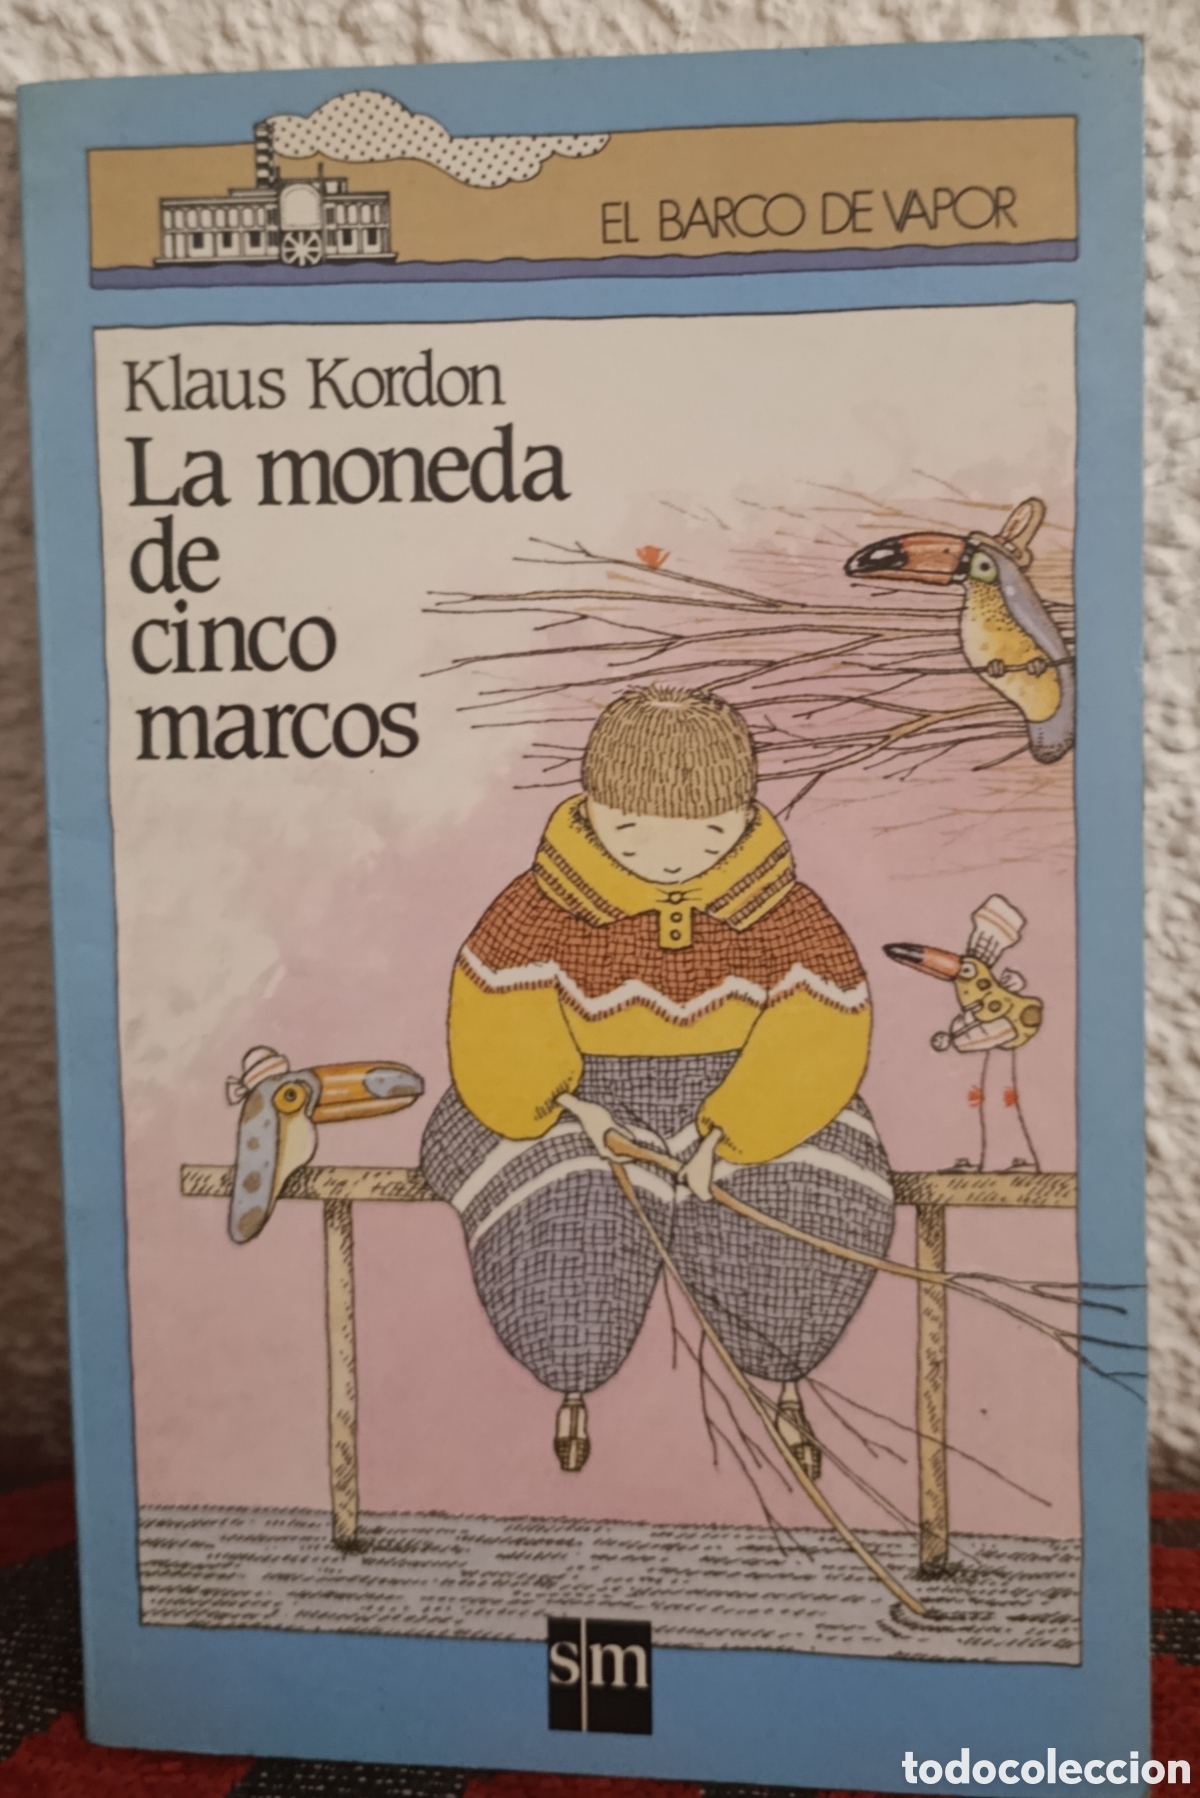 EL BARCO DE VAPOR
Klaus Kordon
La moneda
de
cinco
marcos
sm
todocoleccion